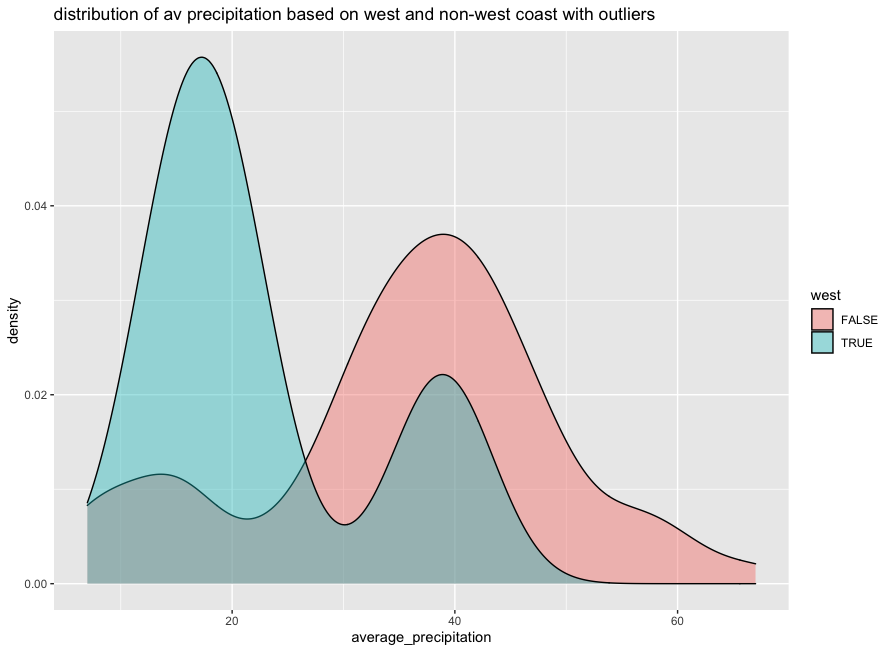 distribution of av precipitation based on west and non-west coast with outliers
density
0.04
0.02
0.00
20
40
60
average_precipitation
west
FALSE
TRUE